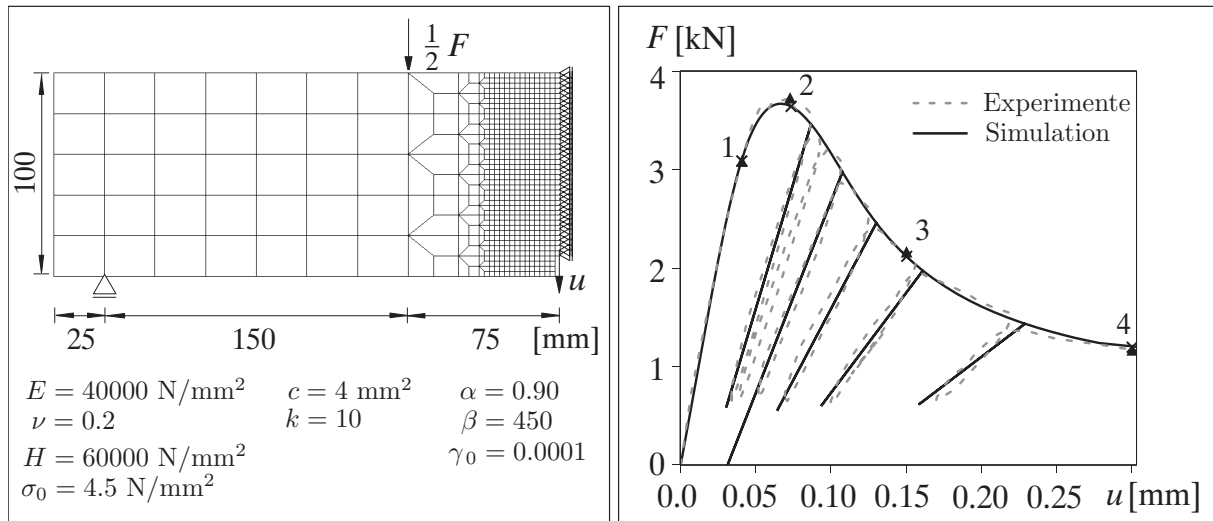 ½ F
100
u
25 150 75 [mm]
E = 40000 N/mm² c = 4 mm² α = 0.90
ν = 0.2 k = 10 β = 450
H = 60000 N/mm² γ₀ = 0.0001
σ₀ = 4.5 N/mm²
F [kN]
4
3
2
1
0
1
2
3
4
Experimente
Simulation
0.0 0.05 0.10 0.15 0.20 0.25 u [mm]